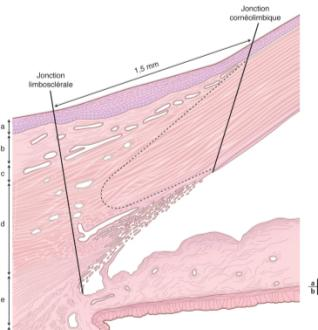 Jonction
cornéolimbique
1,5 mm
Jonction
limbosclérale
a
b
c
d
e
a
b